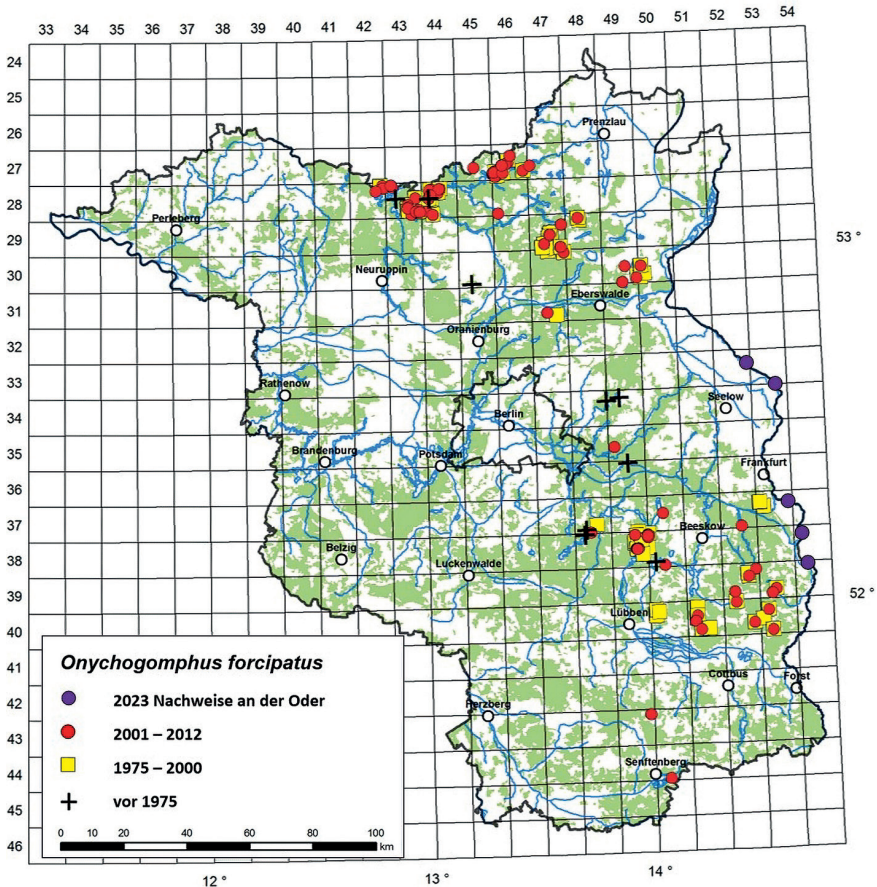 33 34 35 36 37 38 39 40 41 42 43 44 45 46 47 48 49 50 51 52 53 54
24
25
26
27
28
29
30
31
32
33
34
35
36
37
38
39
40
41
42
43
44
45
46
Prenzlau
Perleberg
53 °
Neuruppin
Eberswalde
Oranienburg
Rathenow
Seelow
Berlin
Brandenburg
Potsdam
Frankfurt
Beeskow
Belzig
Luckenwalde
52 °
Lübben
Cottbus
Forst
Herzberg
Senftenberg
Onychogomphus forcipatus
2023 Nachweise an der Oder
2001 – 2012
1975 – 2000
vor 1975
0 10 20 40 60 80 100
km
12 ° 13 ° 14 °